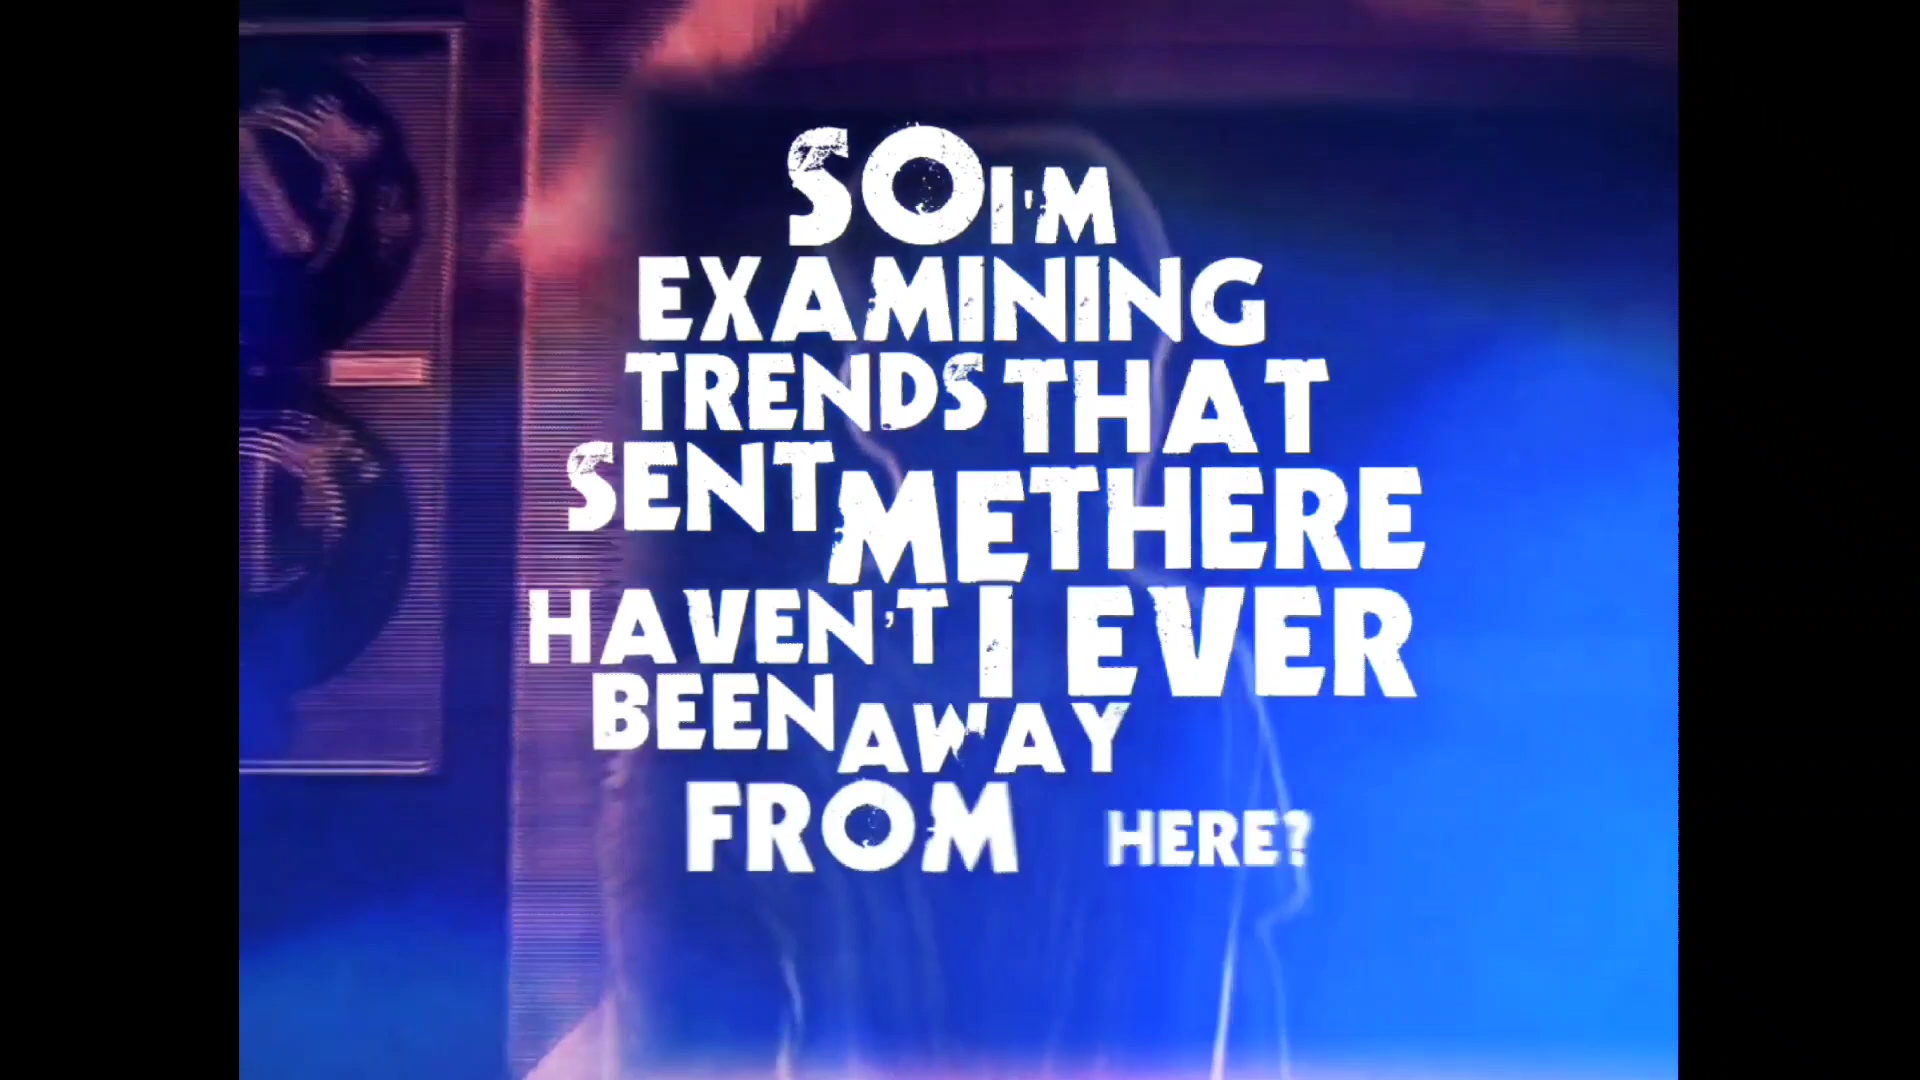 SO I'M
EXAMINING
TRENDS THAT
SENT ME THERE
HAVEN'T I EVER
BEEN AWAY
FROM HERE?